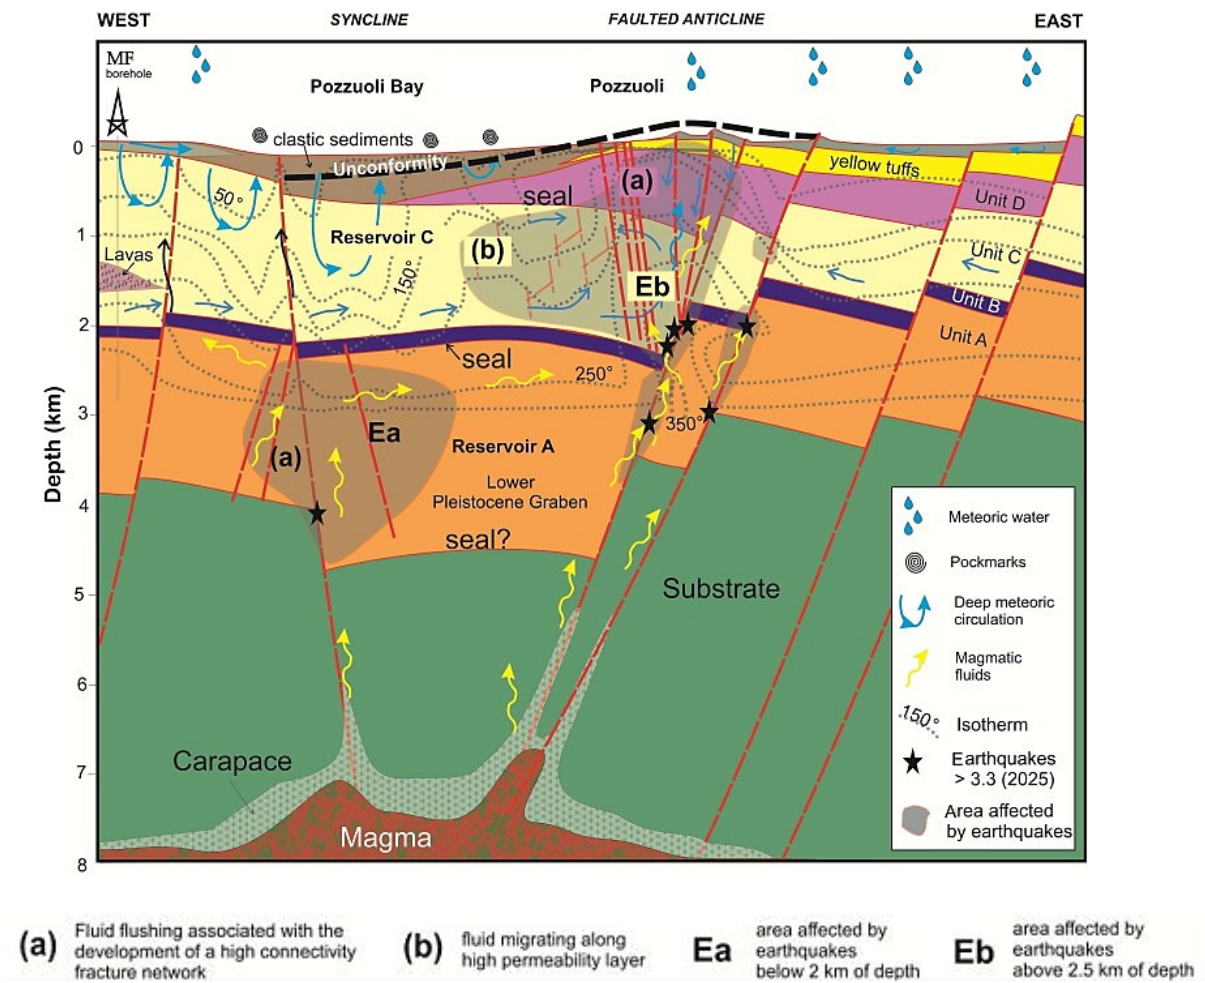 WEST
SYNCLINE
FAULTED ANTICLINE
EAST
MF
borehole
Pozzuoli Bay
Pozzuoli
clastic sediments
Unconformity
yellow tuffs
(a)
seal
Unit D
50°
Reservoir C
(b)
Unit C
Lavas
150°
Eb
Unit B
Unit A
seal
250°
350°
Ea
(a)
Reservoir A
Lower
Pleistocene Graben
seal?
Substrate
Carapace
Magma
Depth (km)
0
1
2
3
4
5
6
7
8
Meteoric water
Pockmarks
Deep meteoric
circulation
Magmatic
fluids
150°
Isotherm
Earthquakes
> 3.3 (2025)
Area affected
by earthquakes
(a)
Fluid flushing associated with the
development of a high connectivity
fracture network
(b)
fluid migrating along
high permeability layer
Ea
area affected by
earthquakes
below 2 km of depth
Eb
area affected by
earthquakes
above 2.5 km of depth